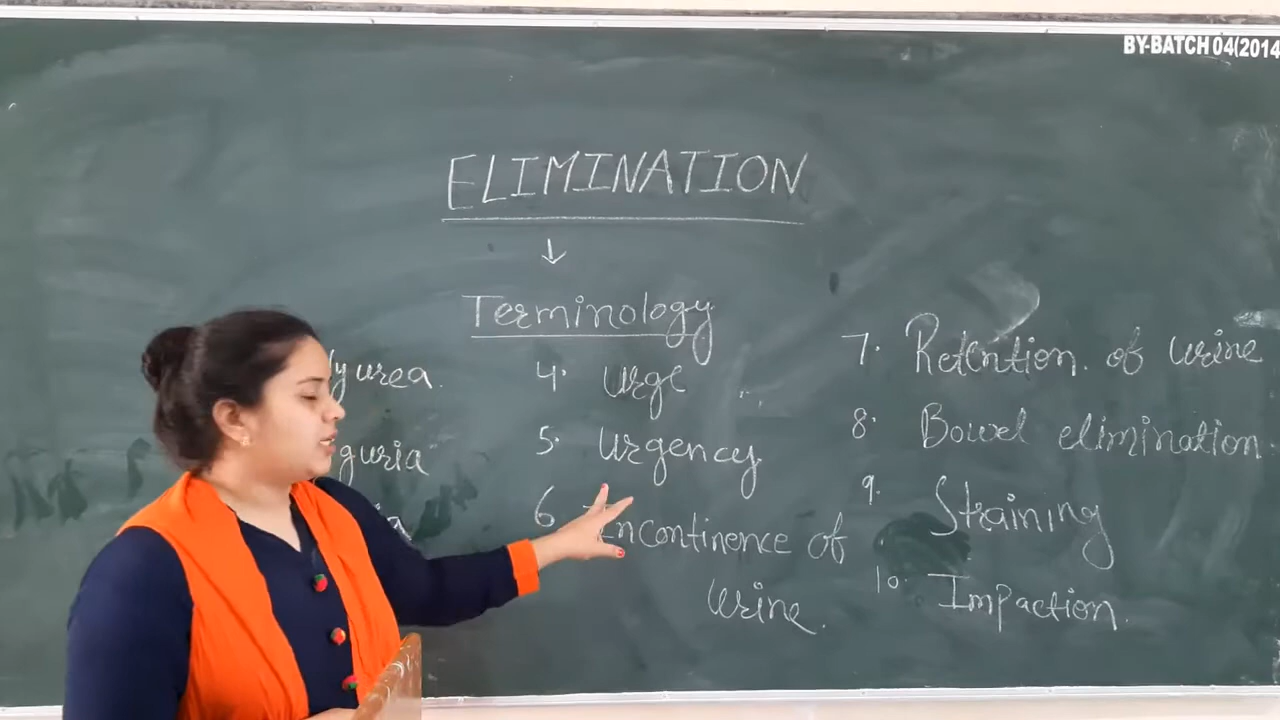 BY-BATCH 04(2014
ELIMINATION
↓
Terminology
yurea.
guria
4. Urge
5. Urgency
6 Incontinence of
Urine.
7. Retention of Urine
8. Bowel elimination.
9. Straining
10. Impaction.